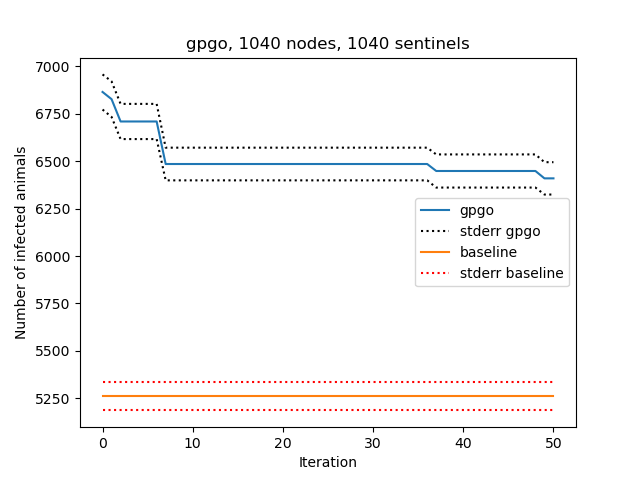 gpgo, 1040 nodes, 1040 sentinels
Number of infected animals
7000
6750
6500
6250
6000
5750
5500
5250
gpgo
stderr gpgo
baseline
stderr baseline
0 10 20 30 40 50
Iteration